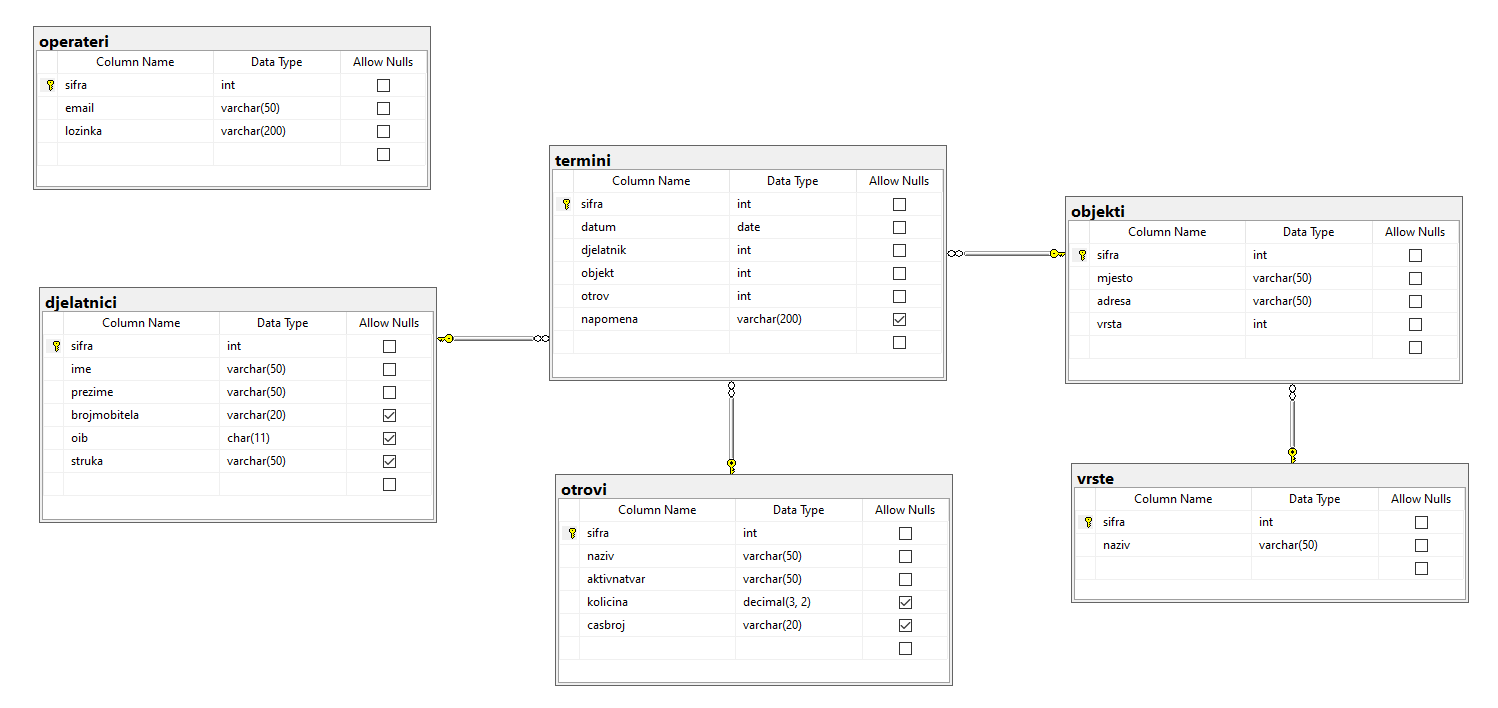 operateri
Column Name Data Type Allow Nulls
sifra int
email varchar(50)
lozinka varchar(200)
termini
Column Name Data Type Allow Nulls
sifra int
datum date
djelatnik int
objekt int
otrov int
napomena varchar(200)
objekti
Column Name Data Type Allow Nulls
sifra int
mjesto varchar(50)
adresa varchar(50)
vrsta int
djelatnici
Column Name Data Type Allow Nulls
sifra int
ime varchar(50)
prezime varchar(50)
brojmobitela varchar(20)
oib char(11)
struka varchar(50)
otrovi
Column Name Data Type Allow Nulls
sifra int
naziv varchar(50)
aktivnatvar varchar(50)
kolicina decimal(3, 2)
casbroj varchar(20)
vrste
Column Name Data Type Allow Nulls
sifra int
naziv varchar(50)